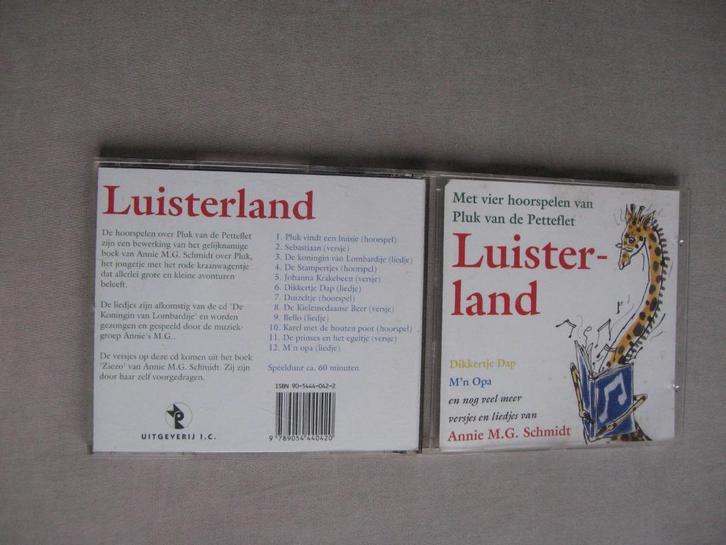 Luisterland
De hoorspelen over Pluk van de Petteflet
zijn een bewerking van het gelijknamige
boek van Annie M.G. Schmidt over Pluk,
het jongetje met het rode kraanwagentje
dat allerlei grote en kleine avonturen
beleeft.
De liedjes zijn afkomstig van de cd 'De
Koningin van Lombardije' en worden
gezongen en gespeeld door de muziek-
groep Annie's M.G..
De versjes op deze cd komen uit het boek
'Ziezo' van Annie M.G. Schmidt. Zij zijn
door haar zelf voorgedragen.
UITGEVERIJ I.C.
1. Pluk vindt een huisje (hoorspel)
2. Sebastiaan (versje)
3. De koningin van Lombardije (liedje)
4. De Stampertjes (hoorspel)
5. Johanna Krakebeen (versje)
6. Dikkertje Dap (liedje)
7. Duizeltje (hoorspel)
8. De Kielemedaanse Beer (versje)
9. Bello (liedje)
10. Karel met de houten poot (hoorspel)
11. De prinses en het egeltje (versje)
12. M'n opa (liedje)
Speelduur ca. 60 minuten
ISBN 90-5444-042-2
9 789054 440420
Met vier hoorspelen van
Pluk van de Petteflet
Luister-
land
Dikkertje Dap
M'n Opa
en nog veel meer
versjes en liedjes van
Annie M.G. Schmidt